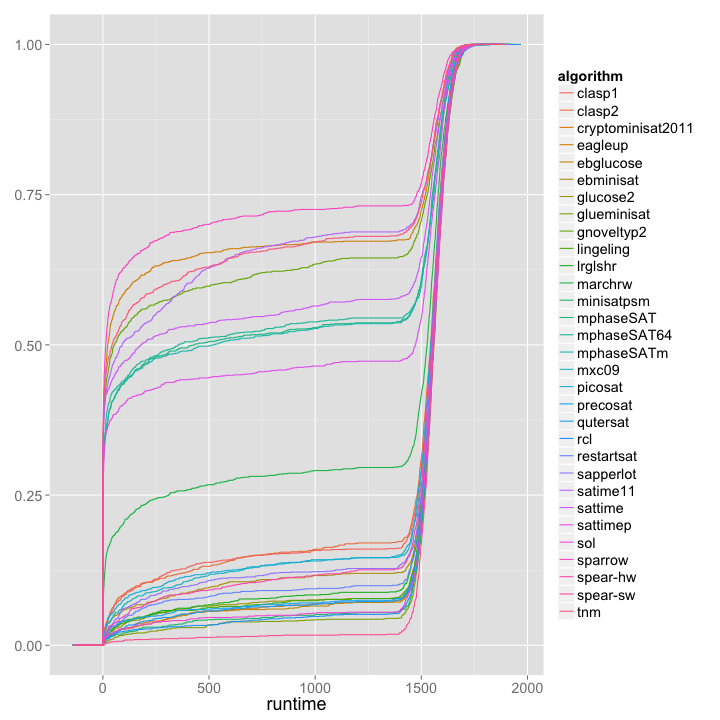 1.00
0.75
0.50
0.25
0.00
0 500 1000 1500 2000
runtime
algorithm
clasp1
clasp2
cryptominisat2011
eagleup
ebglucose
ebminisat
glucose2
glueminisat
gnoveltyp2
lingeling
lrglshr
marchrw
minisatpsm
mphaseSAT
mphaseSAT64
mphaseSATm
mxc09
picosat
precosat
qutersat
rcl
restartsat
sapperlot
satime11
sattime
sattimep
sol
sparrow
spear-hw
spear-sw
tnm